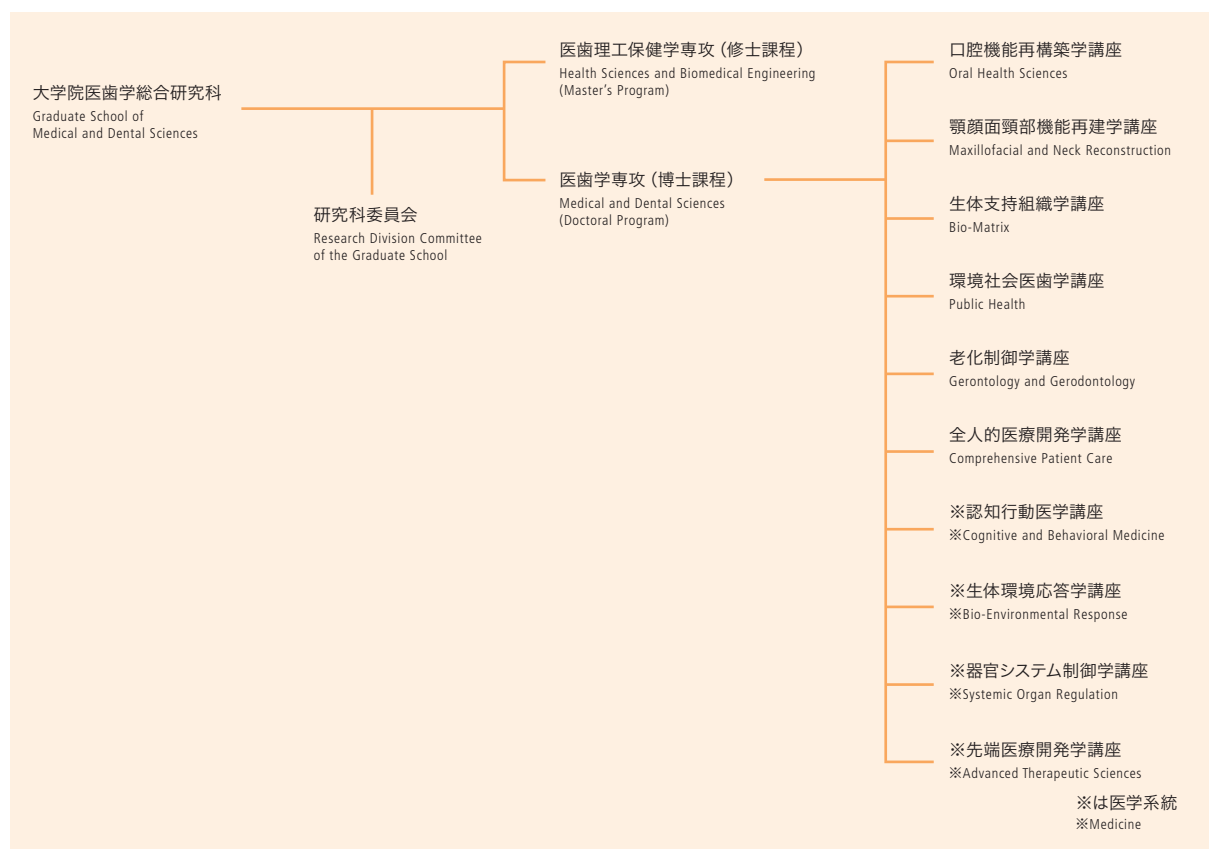 大学院医歯学総合研究科
Graduate School of
Medical and Dental Sciences
研究科委員会
Research Division Committee
of the Graduate School
医歯理工保健学専攻（修士課程）
Health Sciences and Biomedical Engineering
(Master's Program)
医歯学専攻（博士課程）
Medical and Dental Sciences
(Doctoral Program)
口腔機能再構築学講座
Oral Health Sciences
顎顔面頸部機能再建学講座
Maxillofacial and Neck Reconstruction
生体支持組織学講座
Bio-Matrix
環境社会医歯学講座
Public Health
老化制御学講座
Gerontology and Gerodontology
全人的医療開発学講座
Comprehensive Patient Care
※認知行動医学講座
※Cognitive and Behavioral Medicine
※生体環境応答学講座
※Bio-Environmental Response
※器官システム制御学講座
※Systemic Organ Regulation
※先端医療開発学講座
※Advanced Therapeutic Sciences
※は医学系統
※Medicine